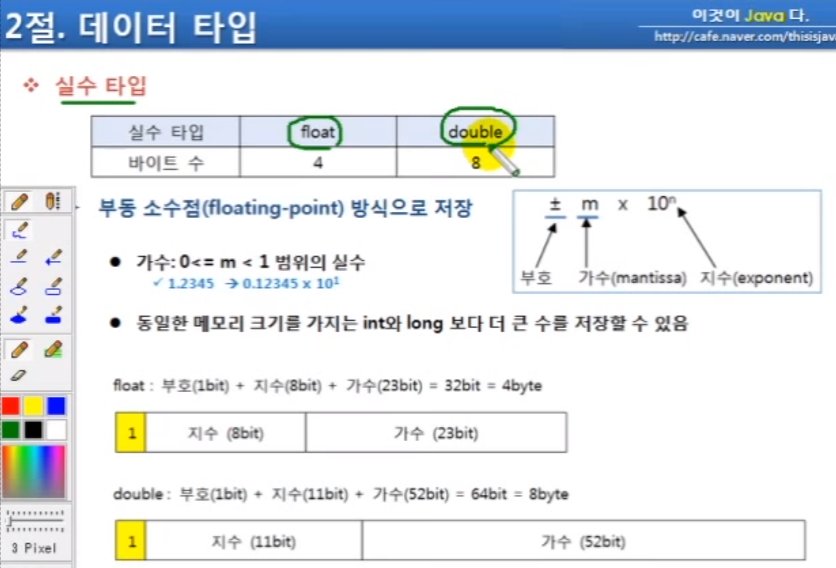 2절. 데이터 타입
이것이 Java 다.
http://cafe.naver.com/thisisjav
❖ 실수 타입
실수 타입 float double
바이트 수 4 8
부동 소수점(floating-point) 방식으로 저장
± m x 10ⁿ
부호 가수(mantissa) 지수(exponent)
● 가수: 0<= m < 1 범위의 실수
✓ 1.2345 → 0.12345 x 10¹
● 동일한 메모리 크기를 가지는 int와 long 보다 더 큰 수를 저장할 수 있음
float : 부호(1bit) + 지수(8bit) + 가수(23bit) = 32bit = 4byte
1 지수 (8bit) 가수 (23bit)
double : 부호(1bit) + 지수(11bit) + 가수(52bit) = 64bit = 8byte
1 지수 (11bit) 가수 (52bit)
3 Pixel